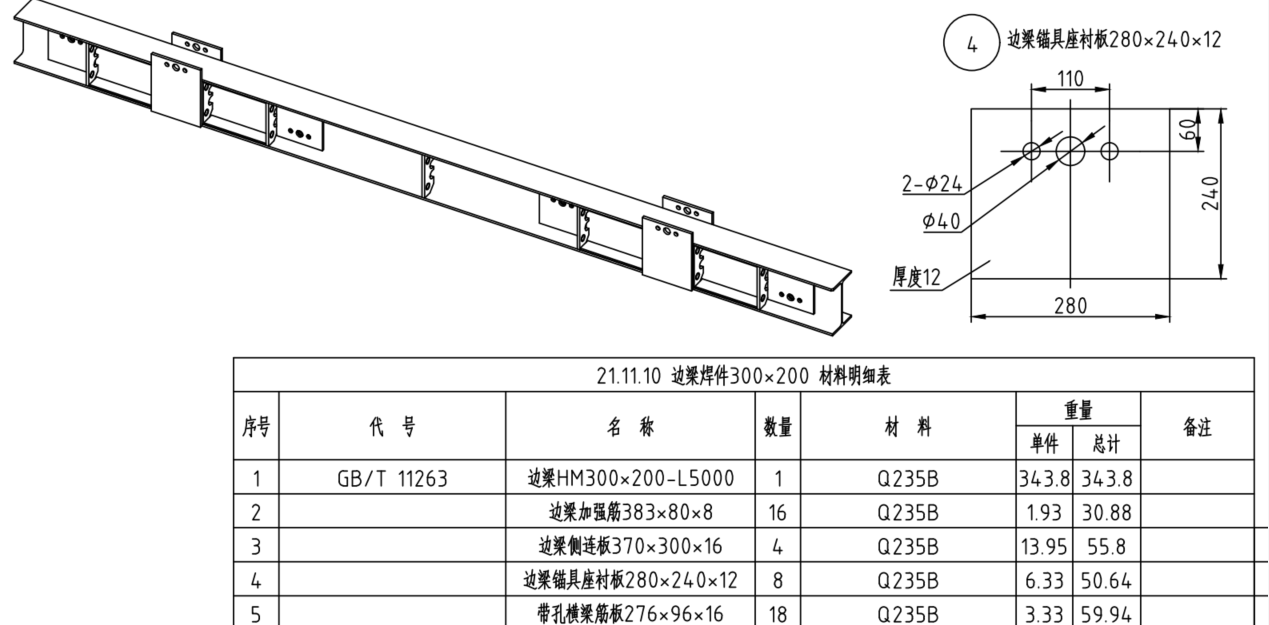 4 边梁锚具座衬板280×240×12
110
60
2-Φ24
240
Φ40
厚度12
280
21.11.10 边梁焊件300×200 材料明细表
序号 代 号 名 称 数量 材 料 重量 备注
单件 总计
1 GB/T 11263 边梁HM300×200-L5000 1 Q235B 343.8 343.8
2 边梁加强筋383×80×8 16 Q235B 1.93 30.88
3 边梁侧连板370×300×16 4 Q235B 13.95 55.8
4 边梁锚具座衬板280×240×12 8 Q235B 6.33 50.64
5 带孔横梁筋板276×96×16 18 Q235B 3.33 59.94